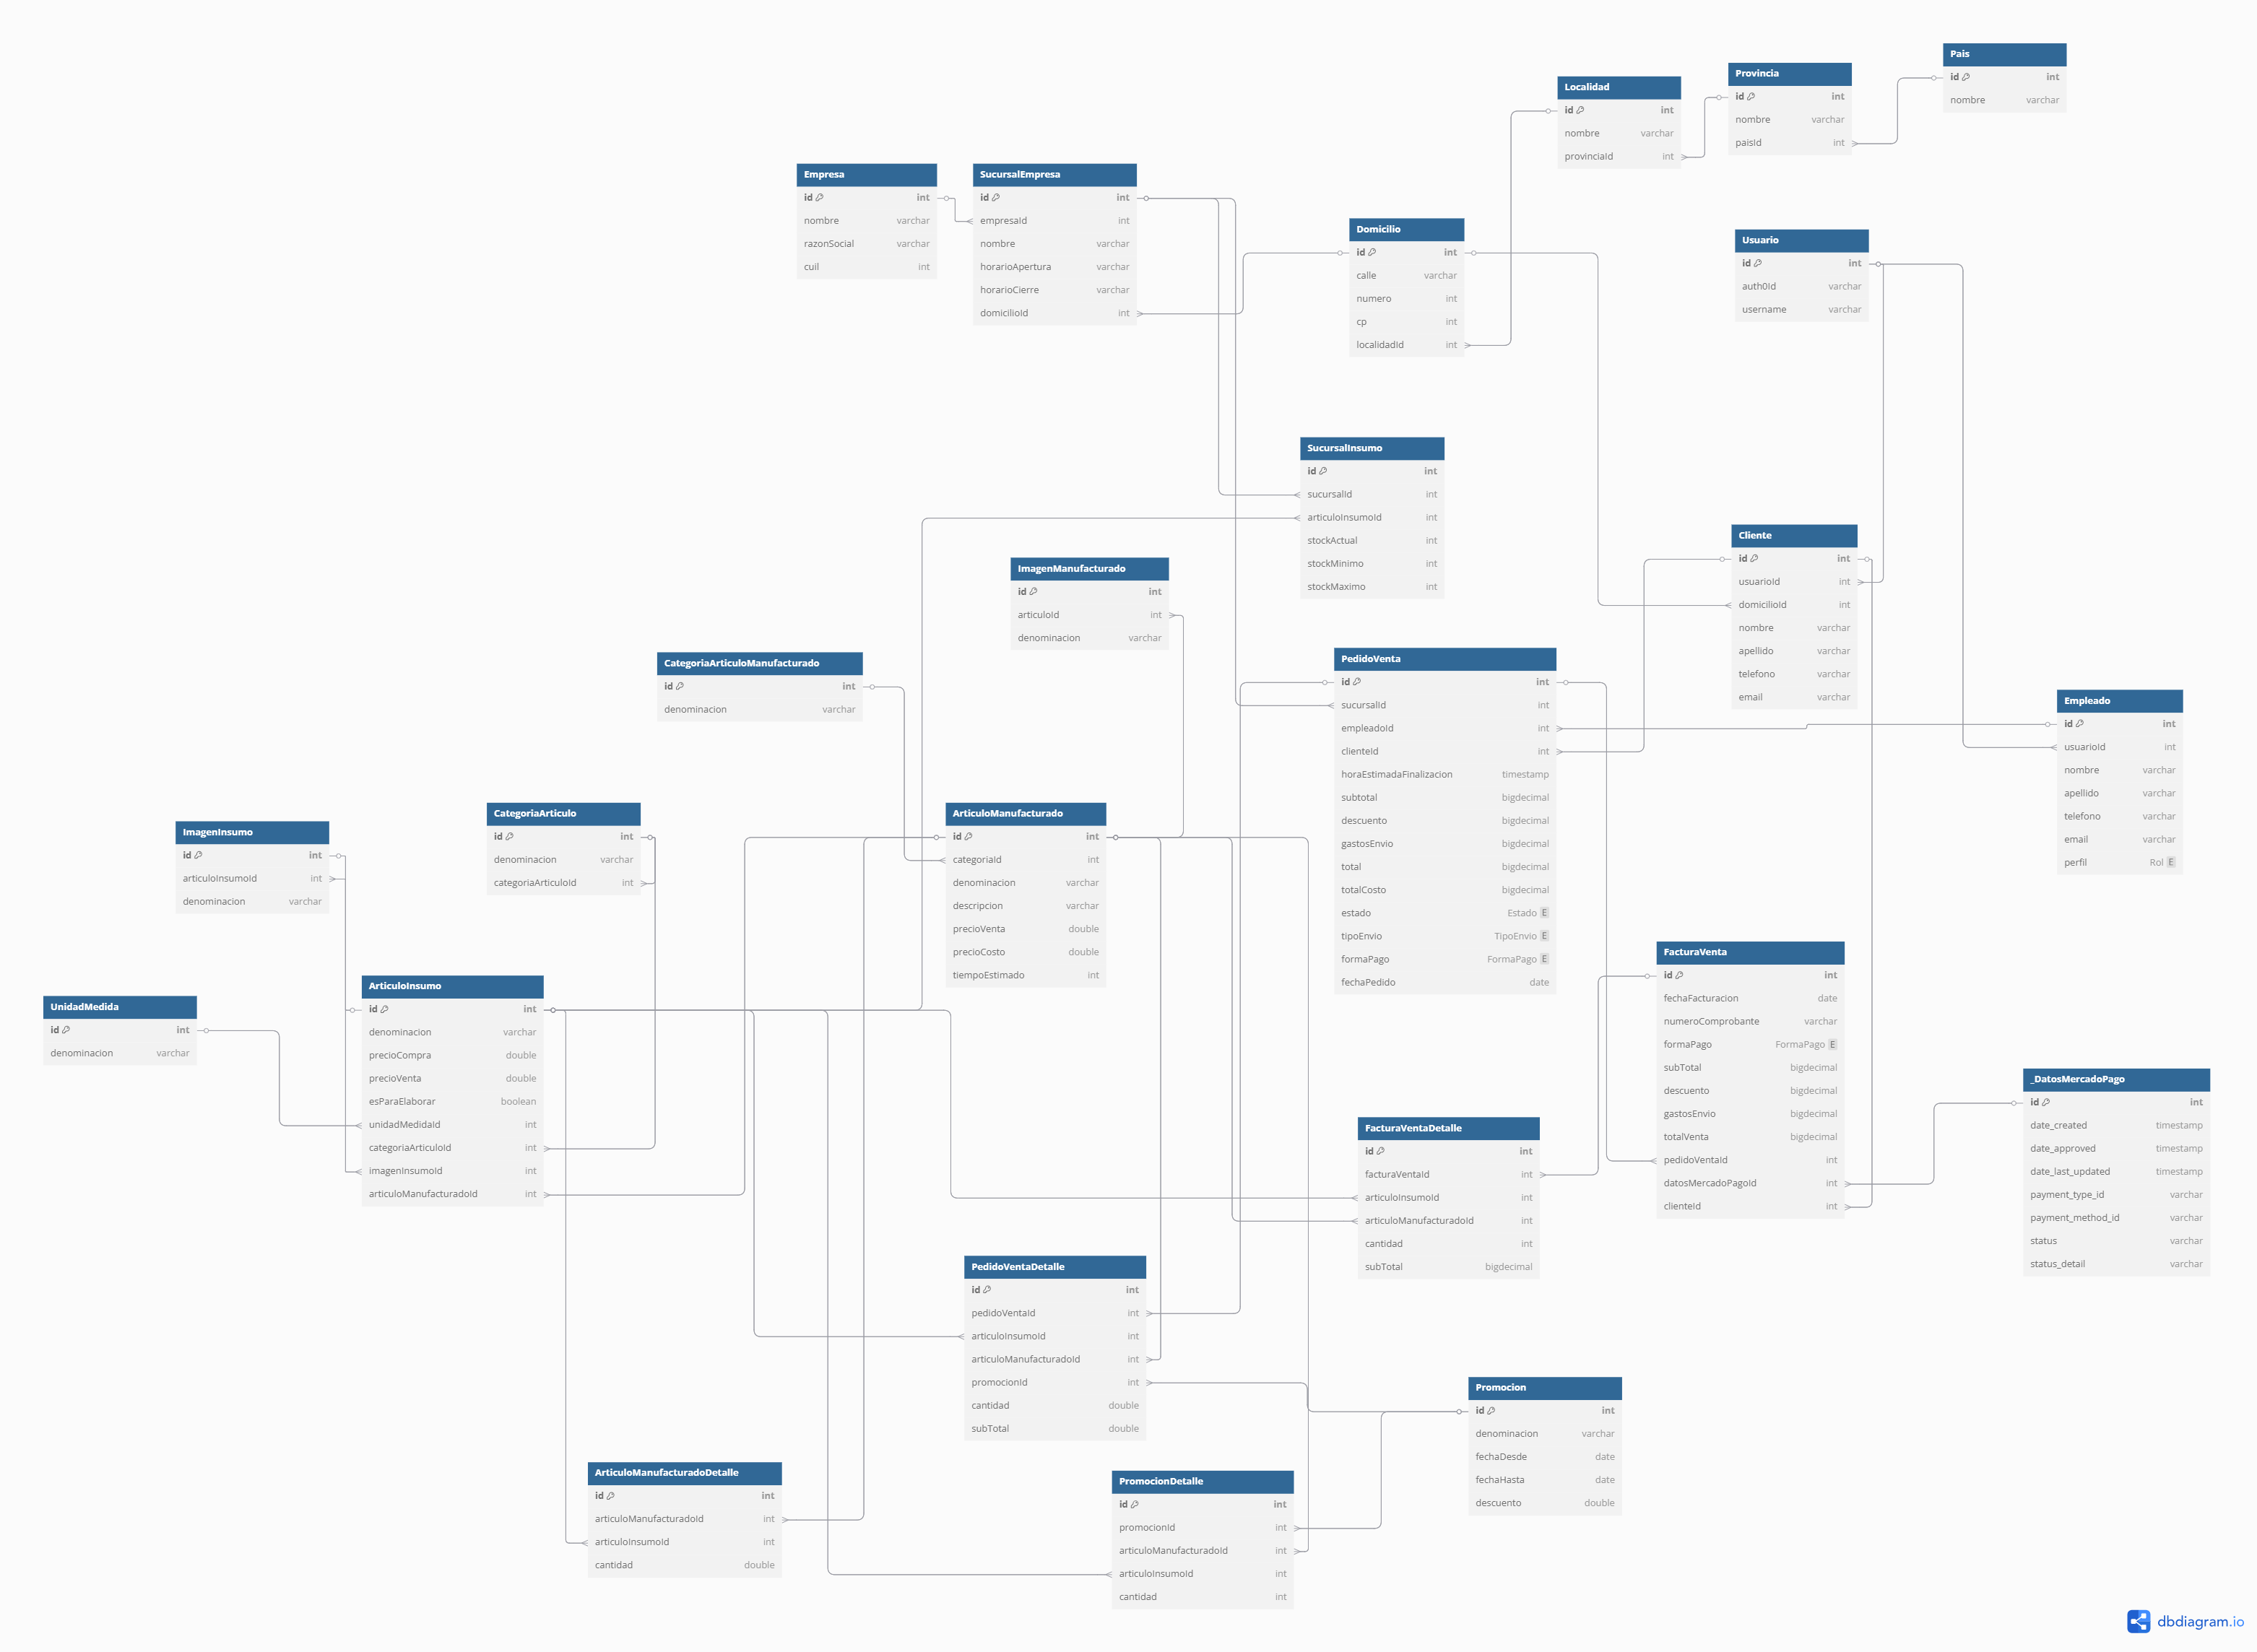 Pais
id int
nombre varchar
Provincia
id int
nombre varchar
paisId int
Localidad
id int
nombre varchar
provinciaId int
Empresa
id int
nombre varchar
razonSocial varchar
cuil int
SucursalEmpresa
id int
empresaId int
nombre varchar
horarioApertura varchar
horarioCierre varchar
domicilioId int
Domicilio
id int
calle varchar
numero int
cp int
localidadId int
Usuario
id int
auth0Id varchar
username varchar
SucursalInsumo
id int
sucursalId int
articuloInsumoId int
stockActual int
stockMinimo int
stockMaximo int
Cliente
id int
usuarioId int
domicilioId int
nombre varchar
apellido varchar
telefono varchar
email varchar
ImagenManufacturado
id int
articuloId int
denominacion varchar
CategoriaArticuloManufacturado
id int
denominacion varchar
PedidoVenta
id int
sucursalId int
empleadoId int
clienteId int
horaEstimadaFinalizacion timestamp
subtotal bigdecimal
descuento bigdecimal
gastosEnvio bigdecimal
total bigdecimal
totalCosto bigdecimal
estado Estado E
tipoEnvio TipoEnvio E
formaPago FormaPago E
fechaPedido date
Empleado
id int
usuarioId int
nombre varchar
apellido varchar
telefono varchar
email varchar
perfil Rol E
ImagenInsumo
id int
articuloInsumoId int
denominacion varchar
CategoriaArticulo
id int
denominacion varchar
categoriaArticuloId int
ArticuloManufacturado
id int
categoriaId int
denominacion varchar
descripcion varchar
precioVenta double
precioCosto double
tiempoEstimado int
UnidadMedida
id int
denominacion varchar
ArticuloInsumo
id int
denominacion varchar
precioCompra double
precioVenta double
esParaElaborar boolean
unidadMedidaId int
categoriaArticuloId int
imagenInsumoId int
articuloManufacturadoId int
FacturaVenta
id int
fechaFacturacion date
numeroComprobante varchar
formaPago FormaPago E
subTotal bigdecimal
descuento bigdecimal
gastosEnvio bigdecimal
totalVenta bigdecimal
pedidoVentaId int
datosMercadoPagoId int
clienteId int
_DatosMercadoPago
id int
date_created timestamp
date_approved timestamp
date_last_updated timestamp
payment_type_id varchar
payment_method_id varchar
status varchar
status_detail varchar
FacturaVentaDetalle
id int
facturaVentaId int
articuloInsumoId int
articuloManufacturadoId int
cantidad int
subTotal bigdecimal
PedidoVentaDetalle
id int
pedidoVentaId int
articuloInsumoId int
articuloManufacturadoId int
promocionId int
cantidad double
subTotal double
Promocion
id int
denominacion varchar
fechaDesde date
fechaHasta date
descuento double
ArticuloManufacturadoDetalle
id int
articuloManufacturadoId int
articuloInsumoId int
cantidad double
PromocionDetalle
id int
promocionId int
articuloManufacturadoId int
articuloInsumoId int
cantidad int
dbdiagram.io